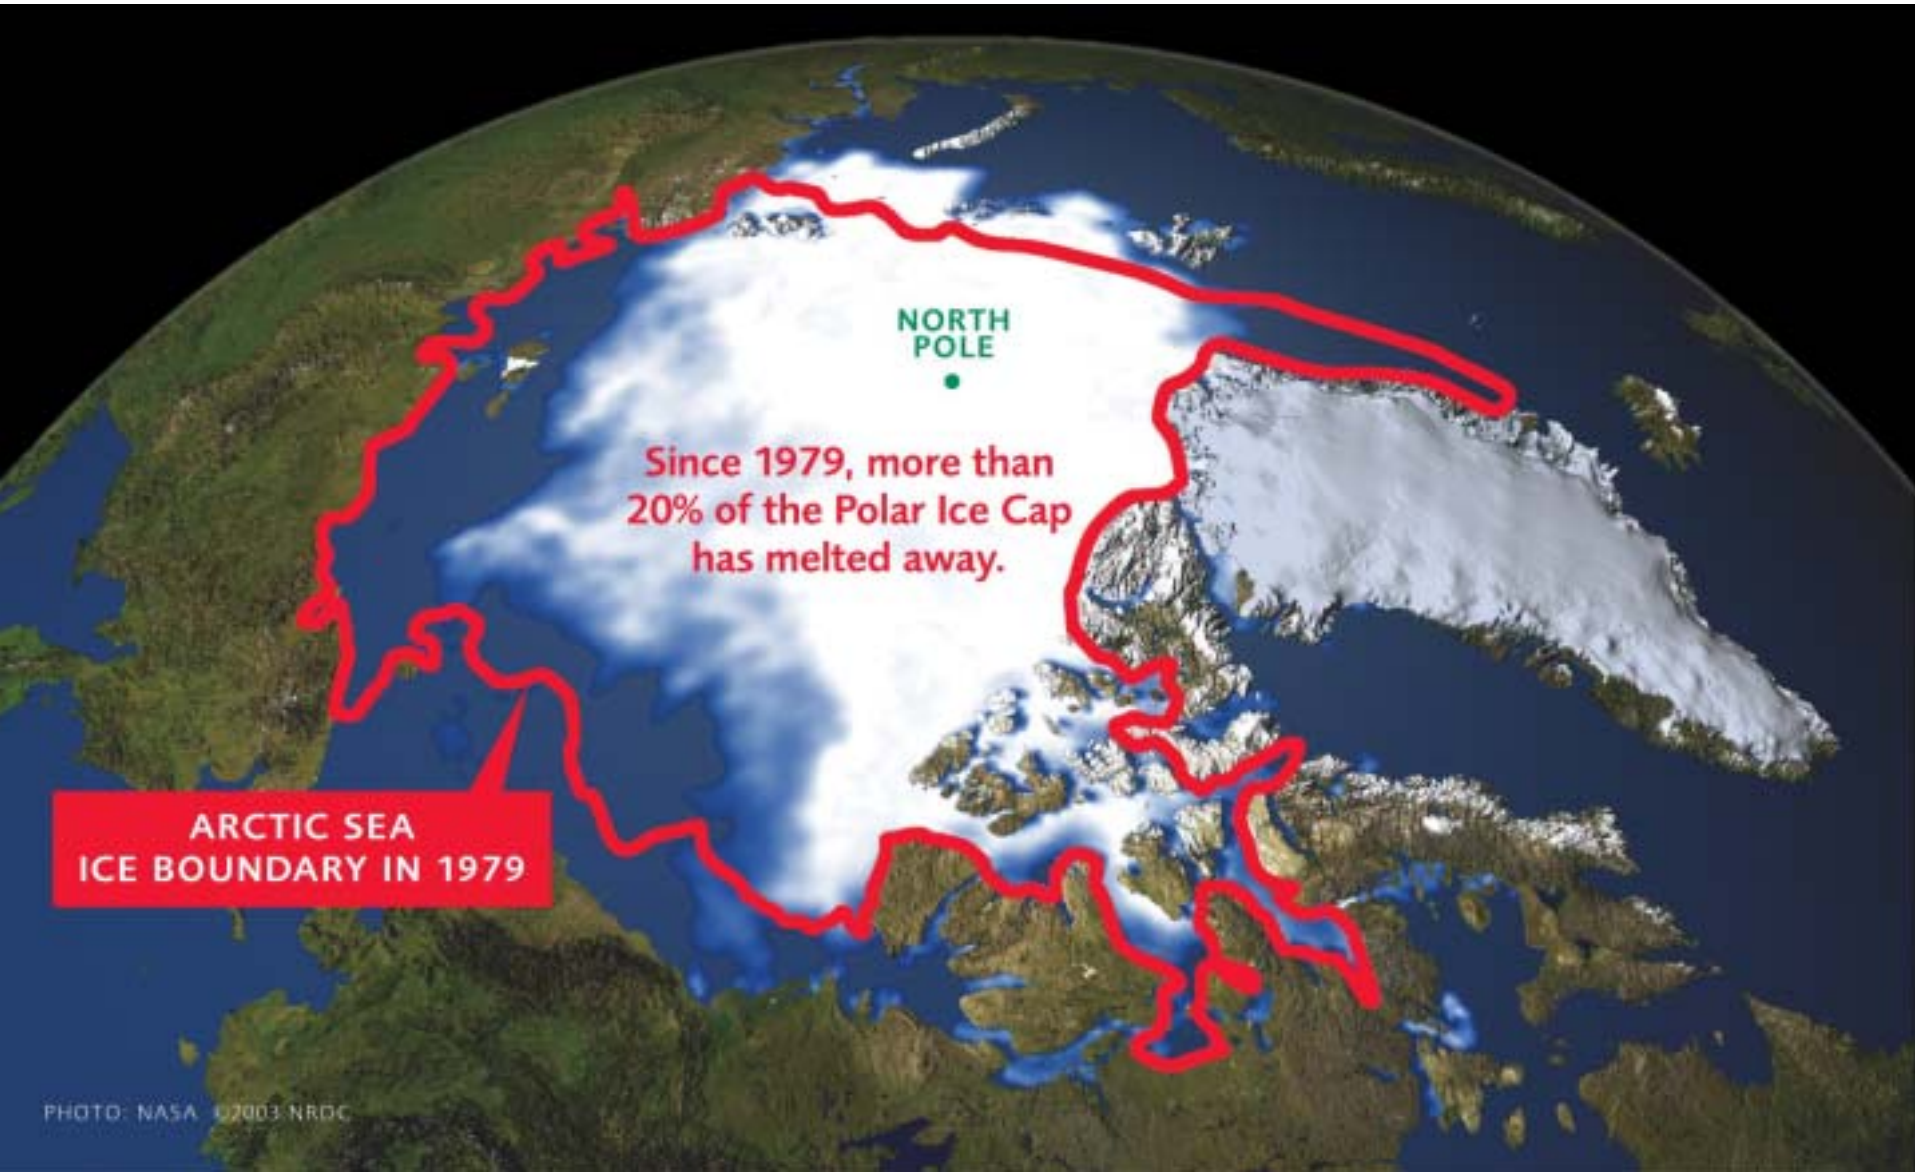 NORTH
POLE
Since 1979, more than
20% of the Polar Ice Cap
has melted away.
ARCTIC SEA
ICE BOUNDARY IN 1979
PHOTO: NASA ©2003 NRDC